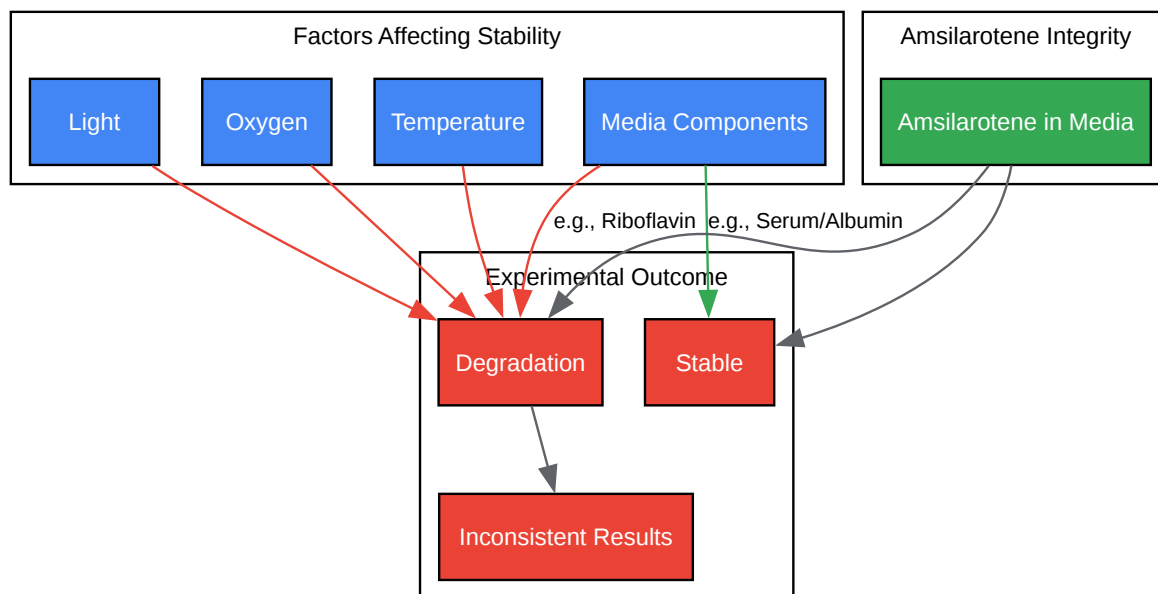 Factors Affecting Stability
Amsilarotene Integrity
Light
Oxygen
Temperature
Media Components
Amsilarotene in Media
e.g., Riboflavin
e.g., Serum/Albumin
Experimental Outcome
Degradation
Stable
Inconsistent Results